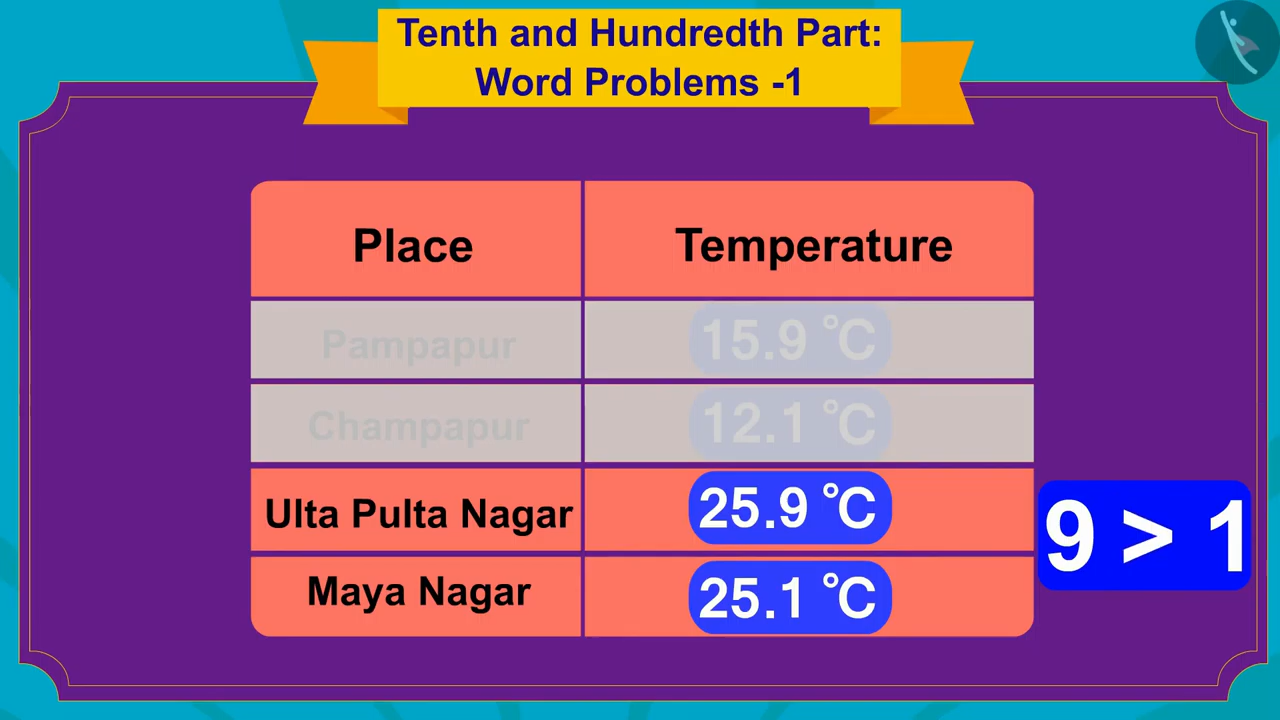 Tenth and Hundredth Part:
Word Problems -1
Place Temperature
Pampapur 15.9 °C
Champapur 12.1 °C
Ulta Pulta Nagar 25.9 °C
9 > 1
Maya Nagar 25.1 °C